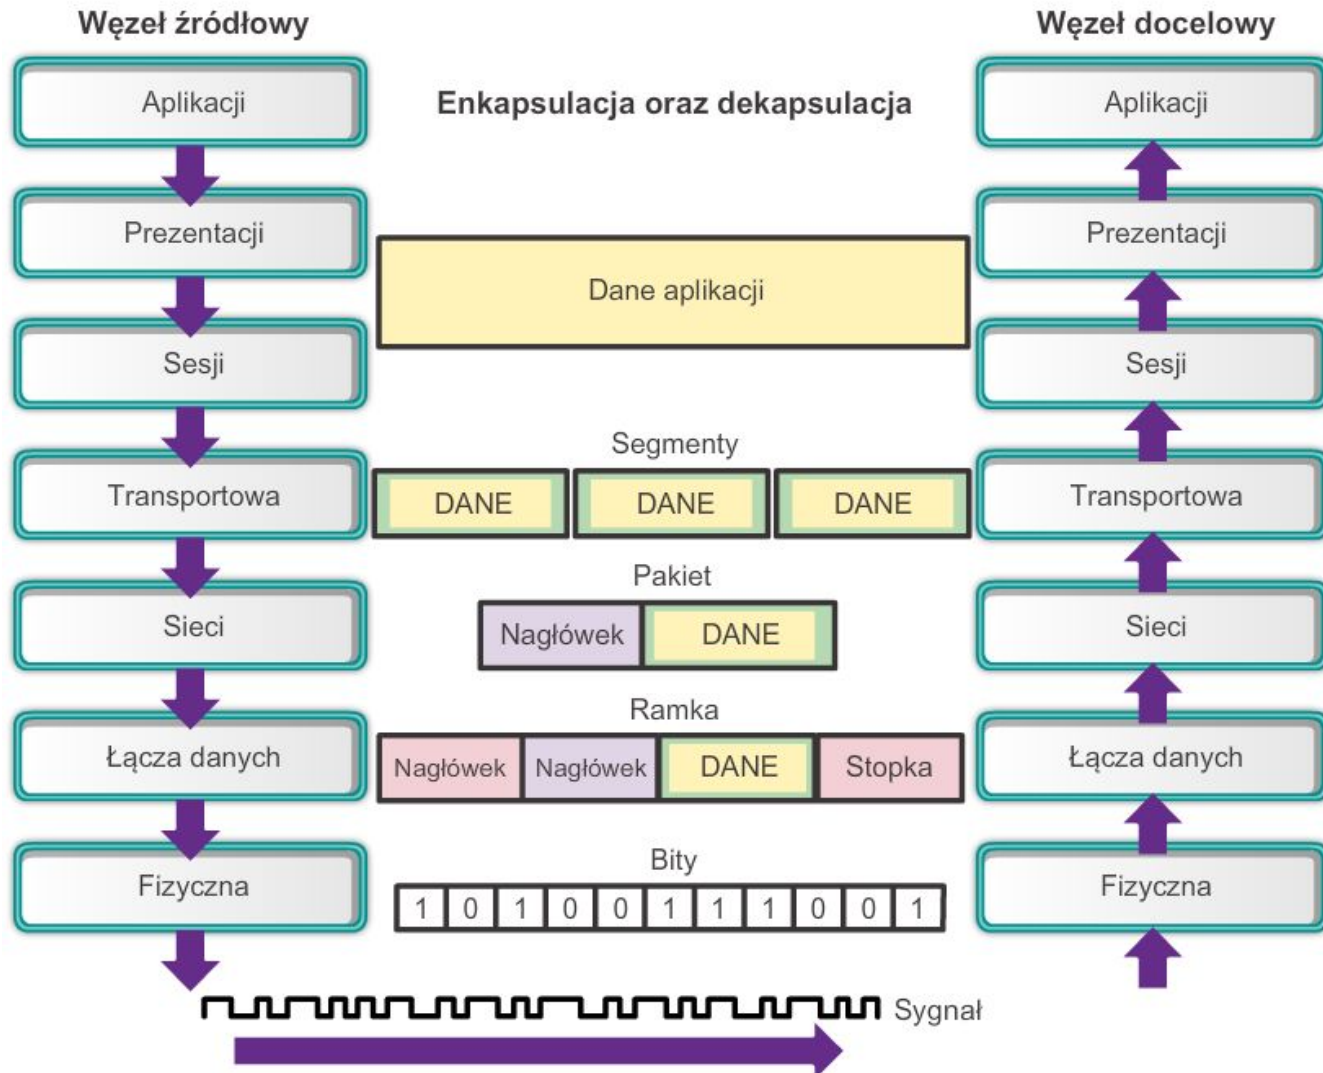 Węzeł źródłowy
Węzeł docelowy
Enkapsulacja oraz dekapsulacja
Aplikacji
Aplikacji
Prezentacji
Prezentacji
Dane aplikacji
Sesji
Sesji
Segmenty
Transportowa
DANE DANE DANE
Transportowa
Pakiet
Sieci
Nagłówek DANE
Sieci
Ramka
Łącza danych
Nagłówek Nagłówek DANE Stopka
Łącza danych
Bity
Fizyczna
1 0 1 0 0 1 1 1 0 0 1
Fizyczna
Sygnał